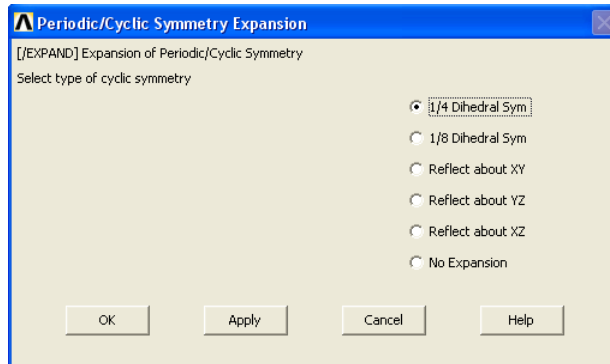 Periodic/Cyclic Symmetry Expansion
[/EXPAND] Expansion of Periodic/Cyclic Symmetry
Select type of cyclic symmetry
1/4 Dihedral Sym
1/8 Dihedral Sym
Reflect about XY
Reflect about YZ
Reflect about XZ
No Expansion
OK Apply Cancel Help